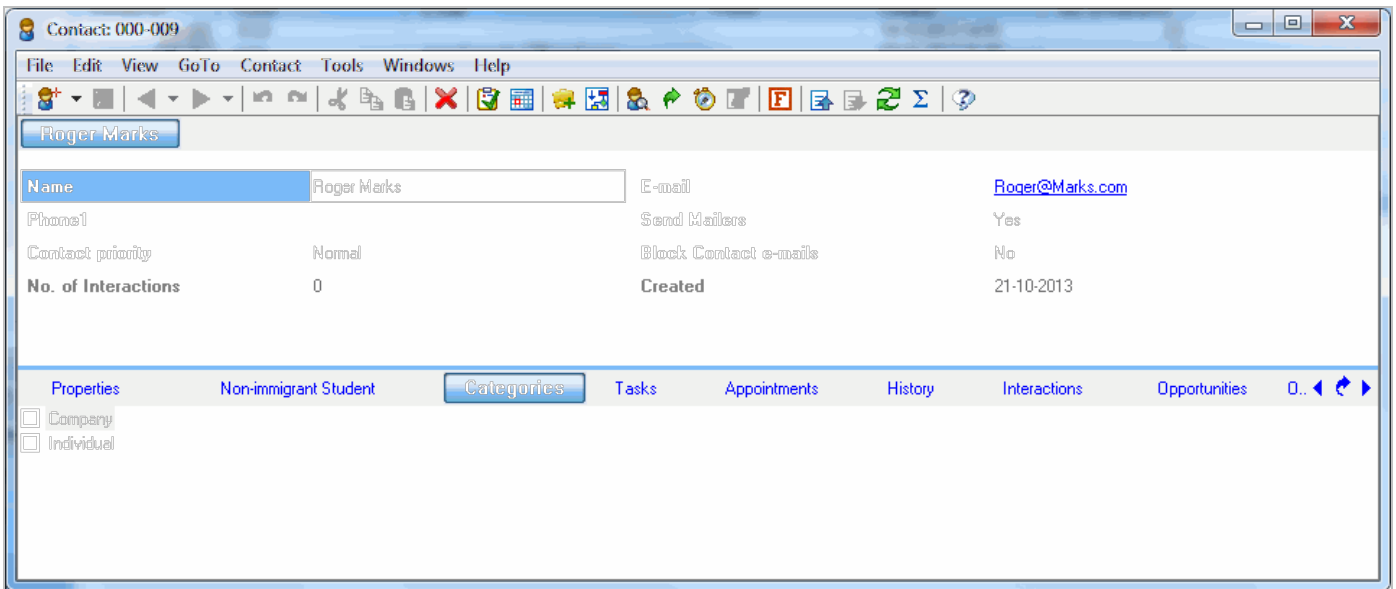 Contact: 000-009
File Edit View GoTo Contact Tools Windows Help
Roger Marks
Name Roger Marks E-mail Roger@Marks.com
Phone1 Send Mailers Yes
Contact priority Normal Block Contact e-mails No
No. of Interactions 0 Created 21-10-2013
Properties Non-immigrant Student Categories Tasks Appointments History Interactions Opportunities O..
Company
Individual